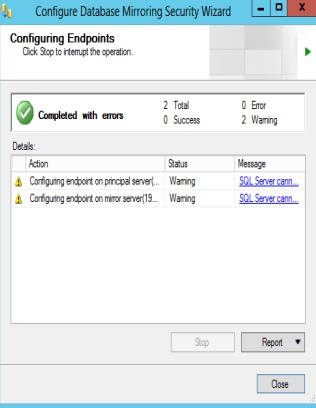 Configure Database Mirroring Security Wizard
Configuring Endpoints
Click Stop to interrupt the operation.
Completed with errors
2 Total
0 Error
0 Success
2 Warning
Details:
Action Status Message
Configuring endpoint on principal server(... Warning SQL Server cann...
Configuring endpoint on mirror server(19... Warning SQL Server cann...
Stop
Report
Close